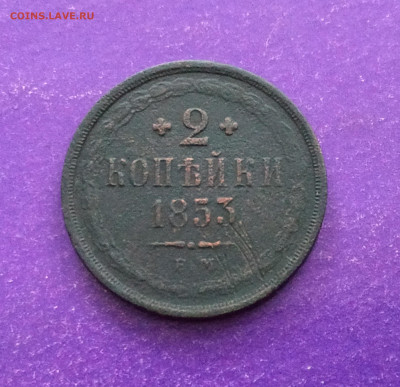 COINS.LAVE.RU
2
КОПѢЙКИ
1853.
Е М